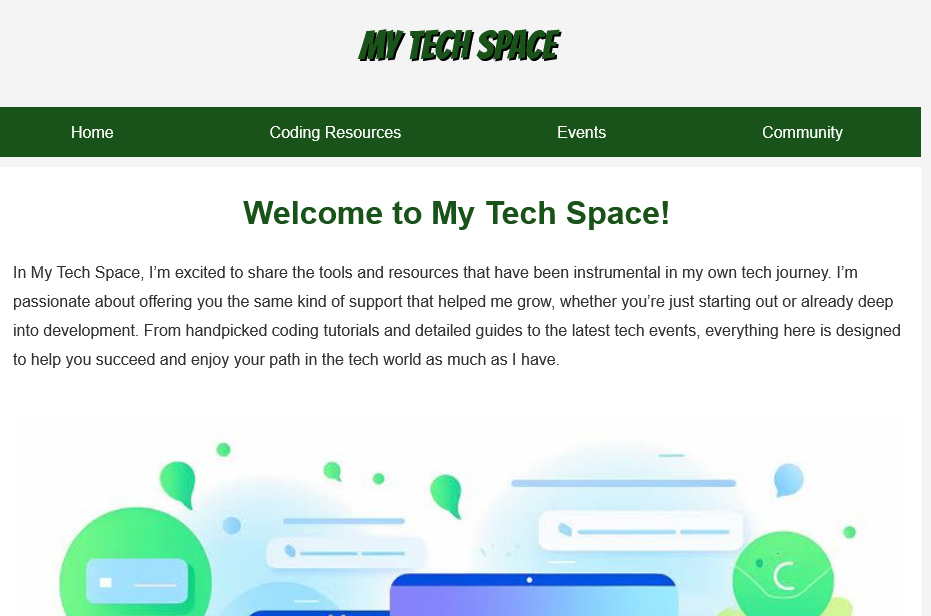 MY TECH SPACE
Home
Coding Resources
Events
Community
Welcome to My Tech Space!
In My Tech Space, I’m excited to share the tools and resources that have been instrumental in my own tech journey. I’m
passionate about offering you the same kind of support that helped me grow, whether you’re just starting out or already deep
into development. From handpicked coding tutorials and detailed guides to the latest tech events, everything here is designed
to help you succeed and enjoy your path in the tech world as much as I have.